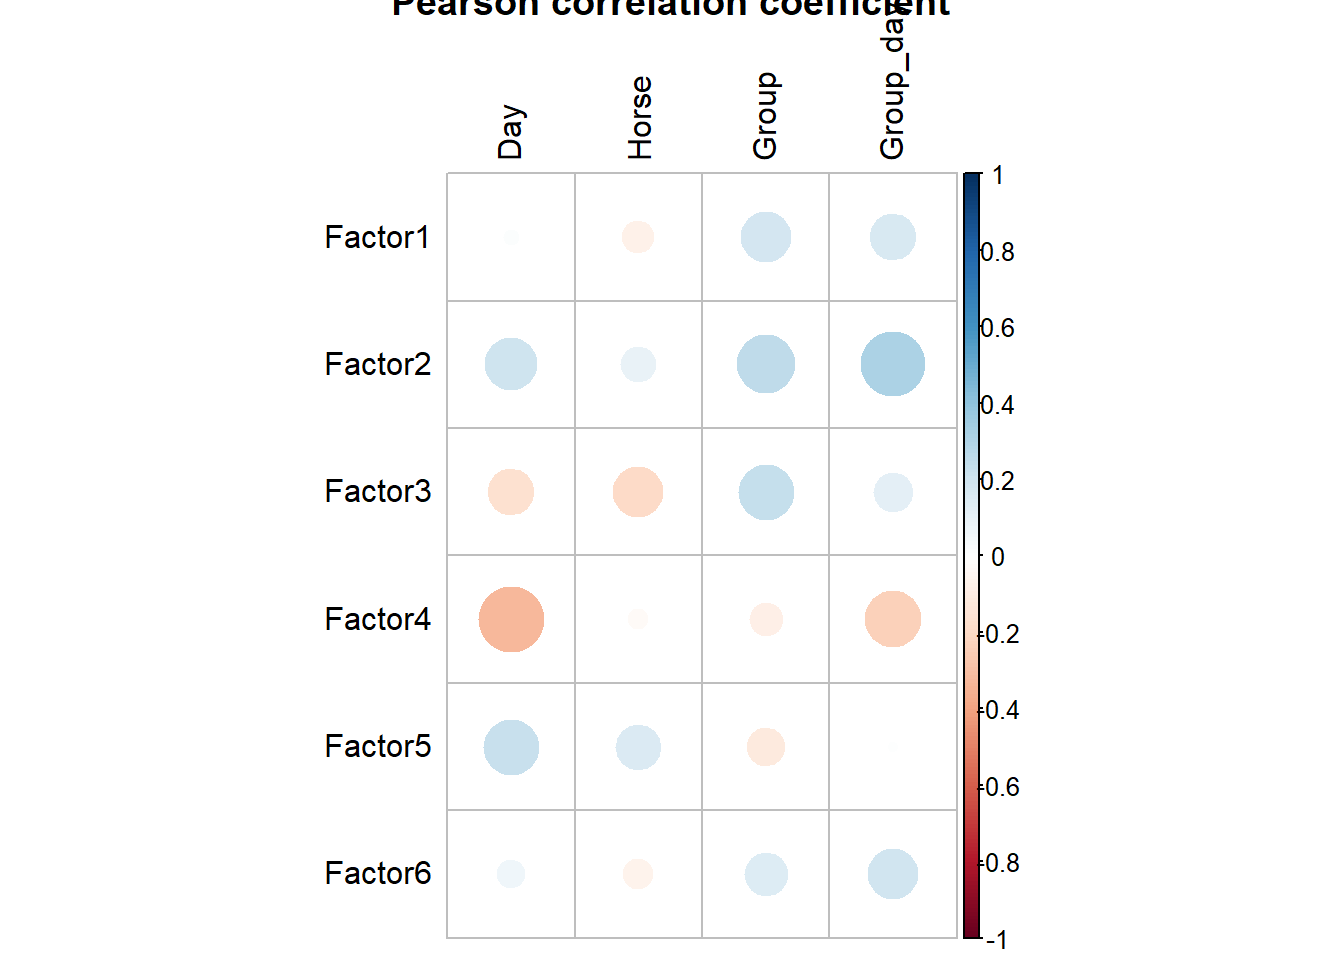 Pearson correlation coefficient
Day
Horse
Group
Group_day
Factor1
Factor2
Factor3
Factor4
Factor5
Factor6
1
0.8
0.6
0.4
0.2
0
-0.2
-0.4
-0.6
-0.8
-1